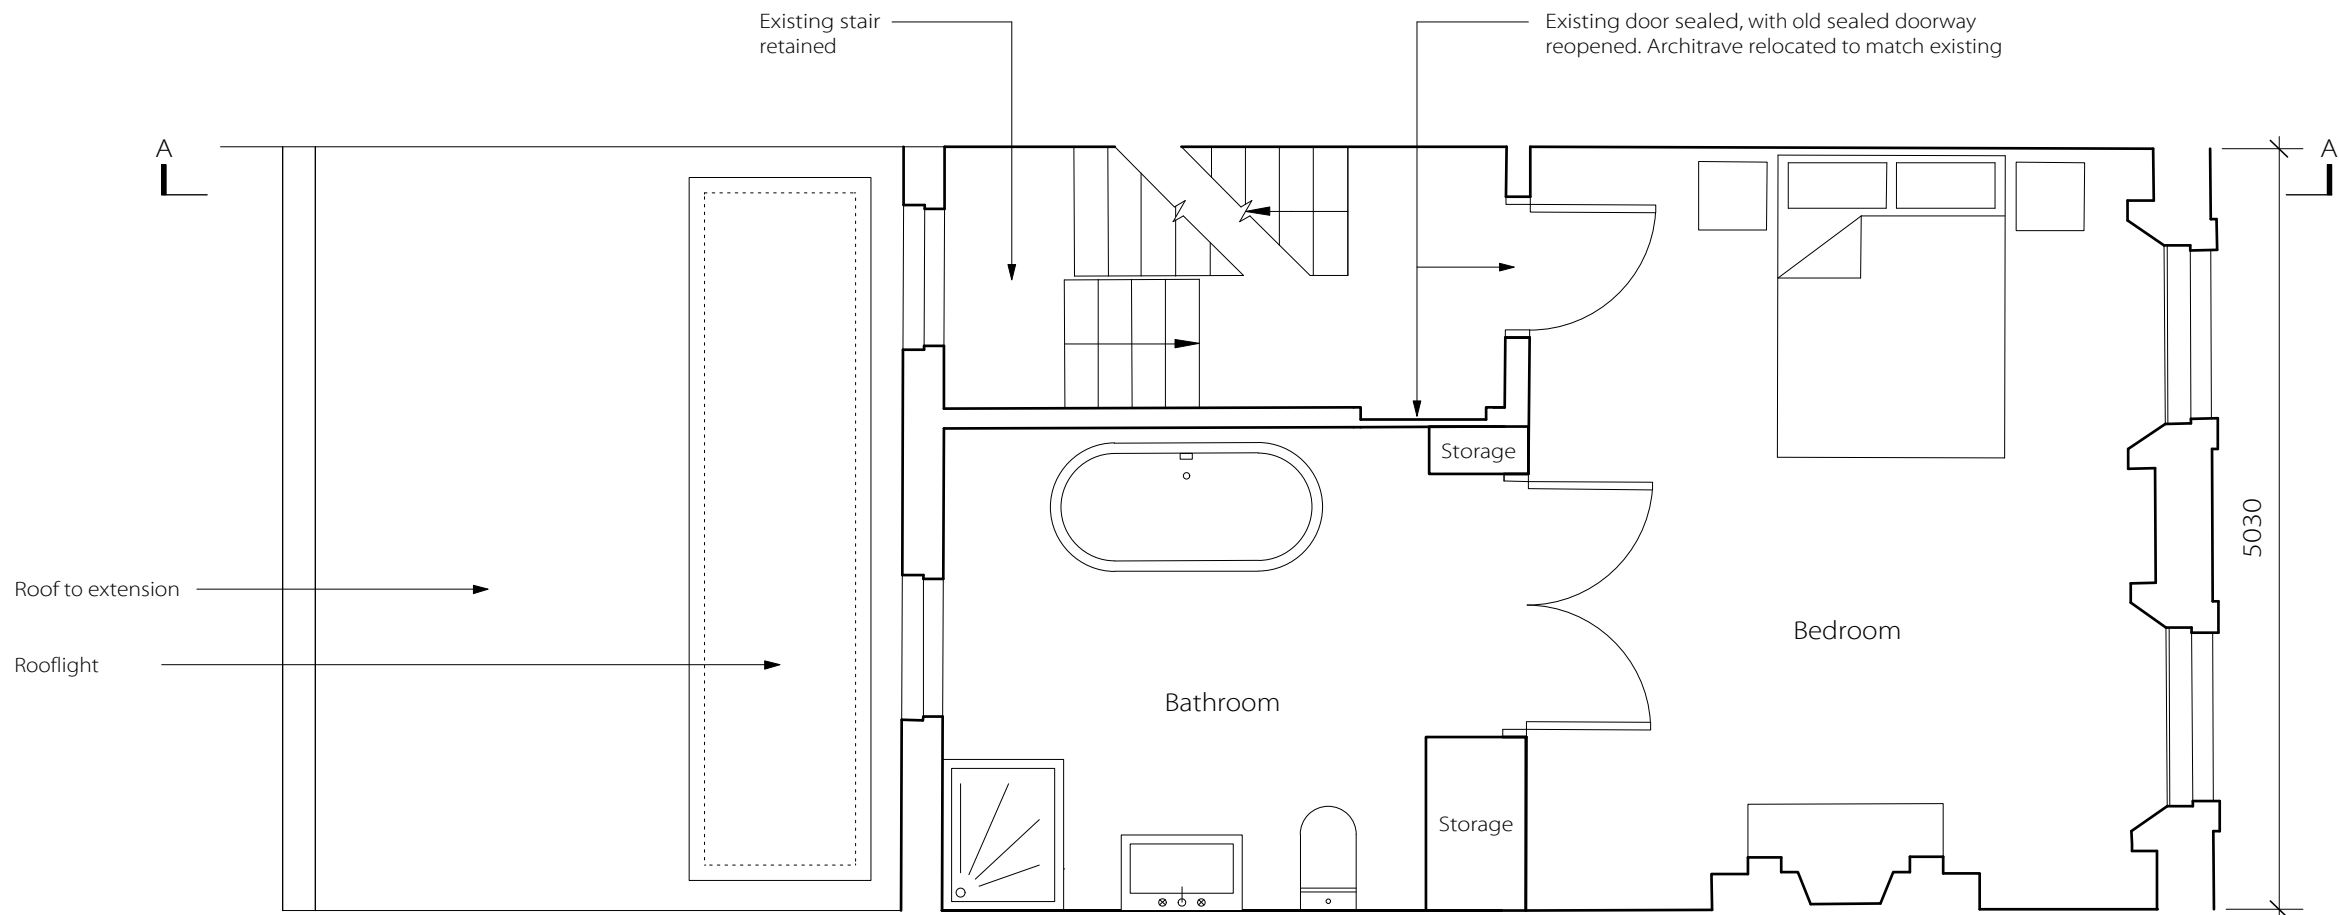 Existing stair
retained
Existing door sealed, with old sealed doorway
reopened. Architrave relocated to match existing
A
A
Storage
5030
Roof to extension
Bedroom
Rooflight
Bathroom
Storage